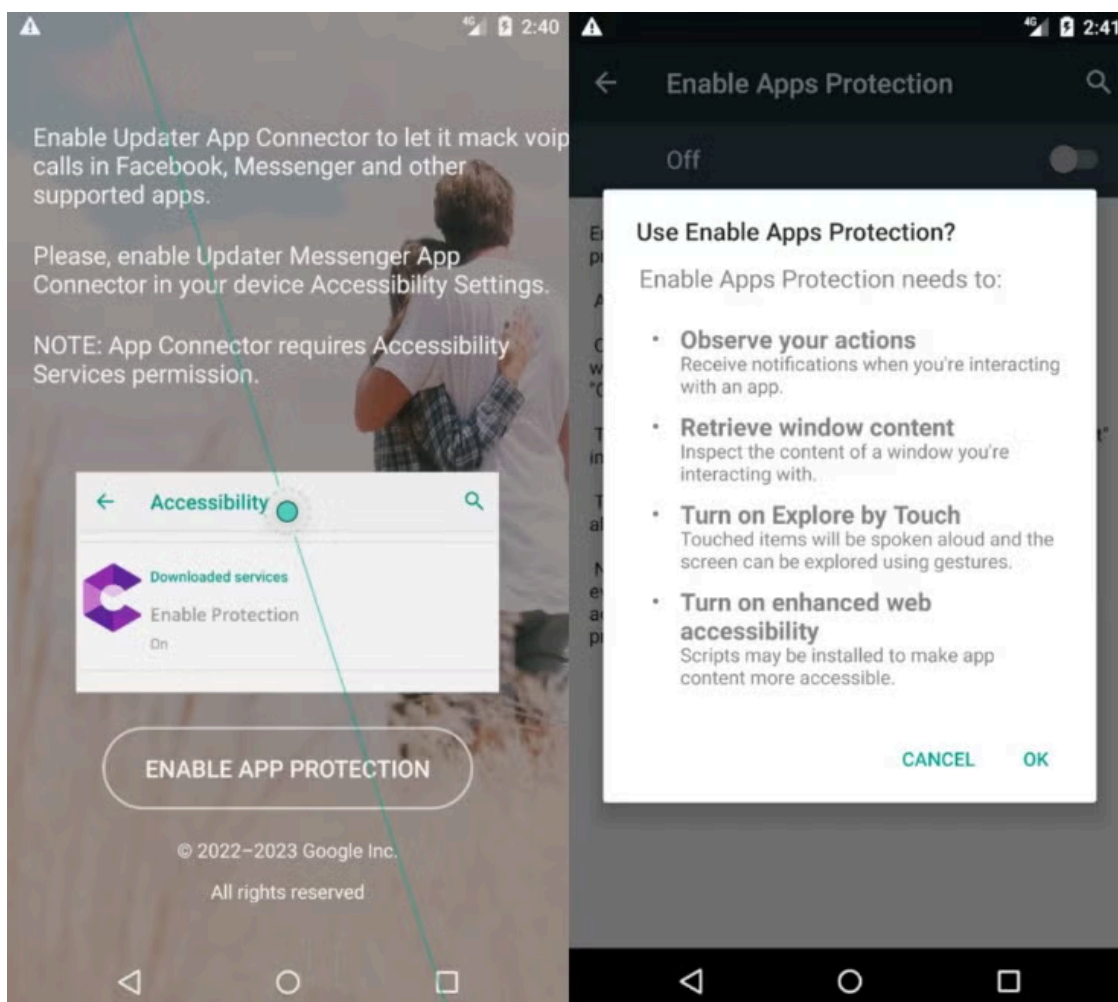 4G 2:40
Enable Updater App Connector to let it mack voip
calls in Facebook, Messenger and other
supported apps.
Please, enable Updater Messenger App
Connector in your device Accessibility Settings.
NOTE: App Connector requires Accessibility
Services permission.
Accessibility
Downloaded services
Enable Protection
On
ENABLE APP PROTECTION
© 2022–2023 Google Inc.
All rights reserved
4G 2:41
Enable Apps Protection
Off
Use Enable Apps Protection?
Enable Apps Protection needs to:
• Observe your actions
Receive notifications when you're interacting
with an app.
• Retrieve window content
Inspect the content of a window you're
interacting with.
• Turn on Explore by Touch
Touched items will be spoken aloud and the
screen can be explored using gestures.
• Turn on enhanced web
accessibility
Scripts may be installed to make app
content more accessible.
CANCEL OK